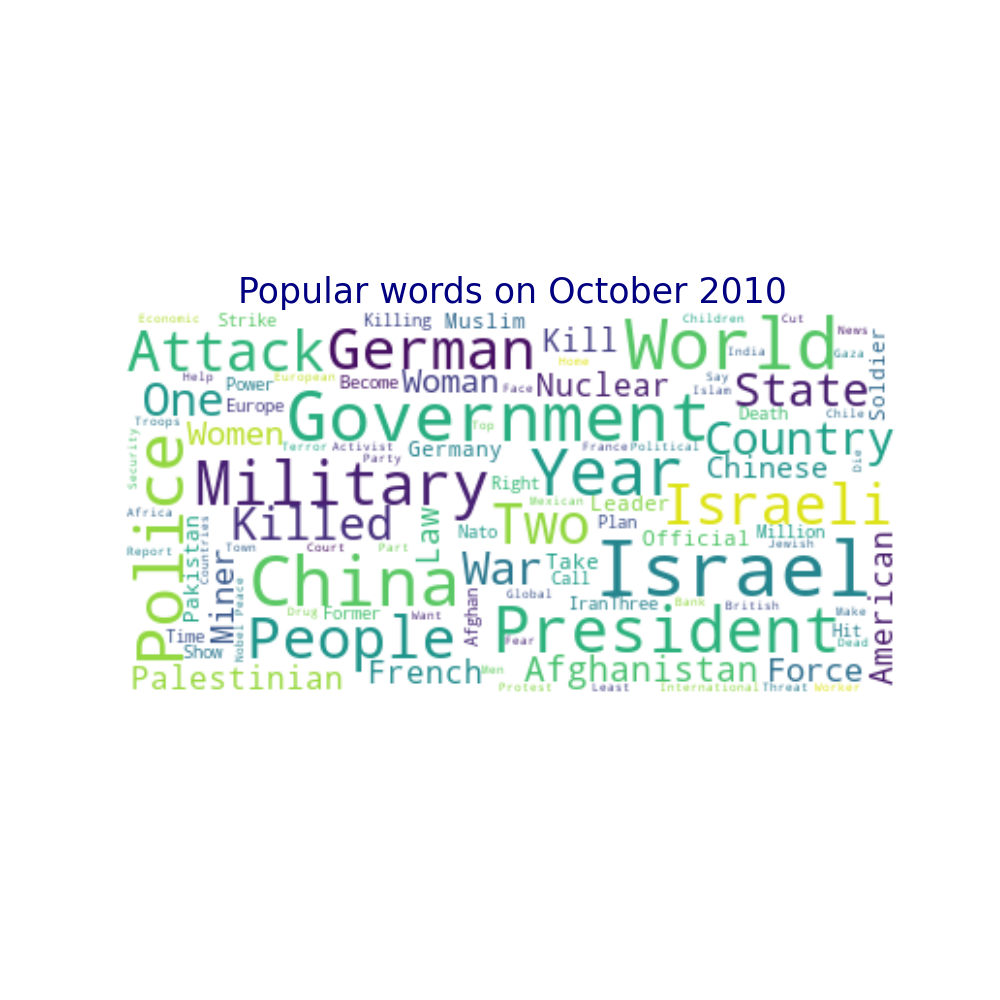 Popular words on October 2010
Economic Strike Killing Muslim Children Cut
Attack German Kill World News
Home India Gaza Soldier
Help Power European Become Woman Face Nuclear Say Islam State
One Europe Government Top Death Chile
Troops Women Terror Activist Germany France Political Country
Security Party Year Chinese Die
Police Military Right Mexican Leader Israeli
Africa Killed Law Nato Two Plan Official Million
Report Pakistan Countries Town Court Part Jewish
Miner China War Take Call Israel American
Nobel Peace Drug Former Want Afghan Global Iran Three Bank British Make
Time Show People Fear President Hit Dead
Palestinian French Men Afghanistan Force
Protest Least International Threat Worker